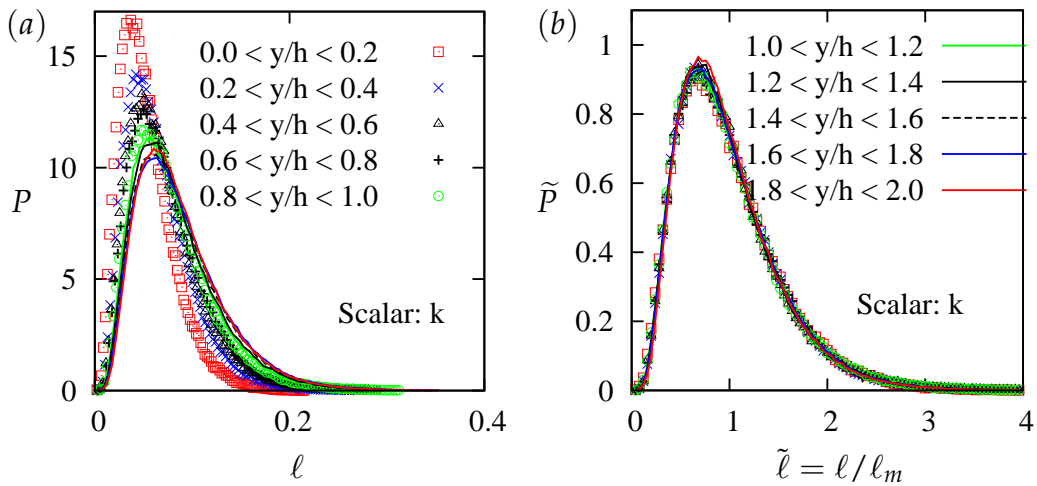 (a)
P
15
10
5
0
0.0 < y/h < 0.2
0.2 < y/h < 0.4
0.4 < y/h < 0.6
0.6 < y/h < 0.8
0.8 < y/h < 1.0
Scalar: k
0 0.2 0.4
ℓ
(b)
P̃
1
0.8
0.6
0.4
0.2
0
1.0 < y/h < 1.2
1.2 < y/h < 1.4
1.4 < y/h < 1.6
1.6 < y/h < 1.8
1.8 < y/h < 2.0
Scalar: k
0 1 2 3 4
ℓ̃ = ℓ/ℓₘ